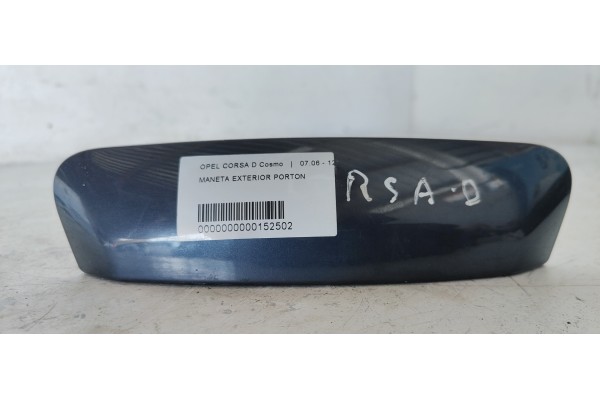 OPEL CORSA D Cosmo | 07.06 - 12
MANETA EXTERIOR PORTON
0000000000152502
RSA.D